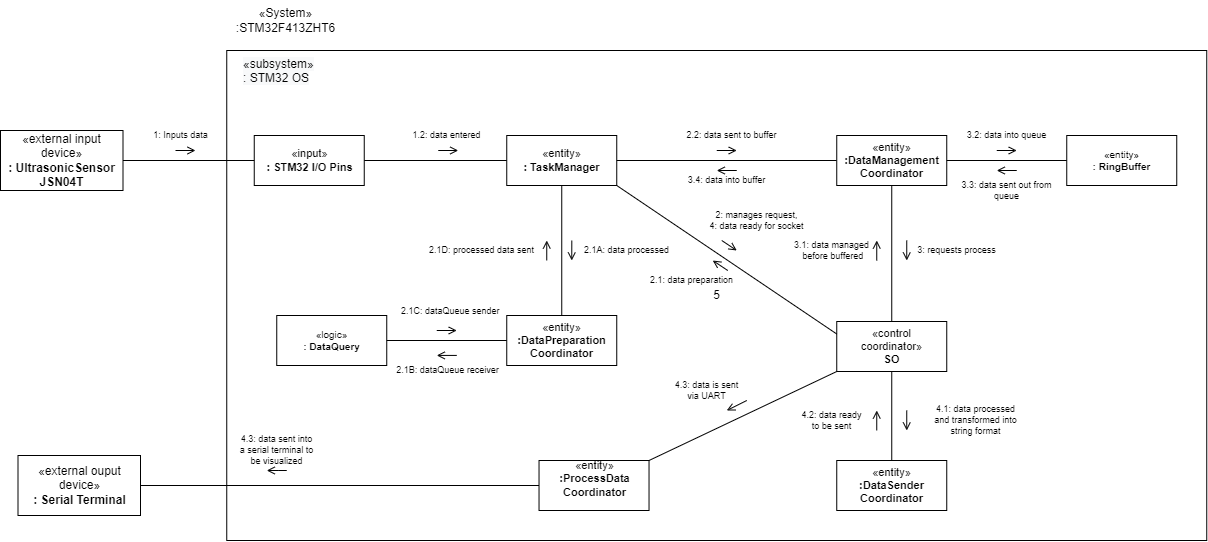 «System»
:STM32F413ZHT6
«subsystem»
: STM32 OS
«external input
device»
: UltrasonicSensor
JSN04T
1: Inputs data
«input»
: STM32 I/O Pins
1.2: data entered
«entity»
: TaskManager
2.2: data sent to buffer
3.4: data into buffer
«entity»
:DataManagement
Coordinator
3.2: data into queue
3.3: data sent out from
queue
«entity»
: RingBuffer
2: manages request,
4: data ready for socket
2.1: data preparation
5
3.1: data managed
before buffered
3: requests process
2.1D: processed data sent
2.1A: data processed
«logic»
: DataQuery
2.1C: dataQueue sender
2.1B: dataQueue receiver
«entity»
:DataPreparation
Coordinator
«control
coordinator»
SO
4.3: data is sent
via UART
4.2: data ready
to be sent
4.1: data processed
and transformed into
string format
4.3: data sent into
a serial terminal to
be visualized
«external ouput
device»
: Serial Terminal
«entity»
:ProcessData
Coordinator
«entity»
:DataSender
Coordinator